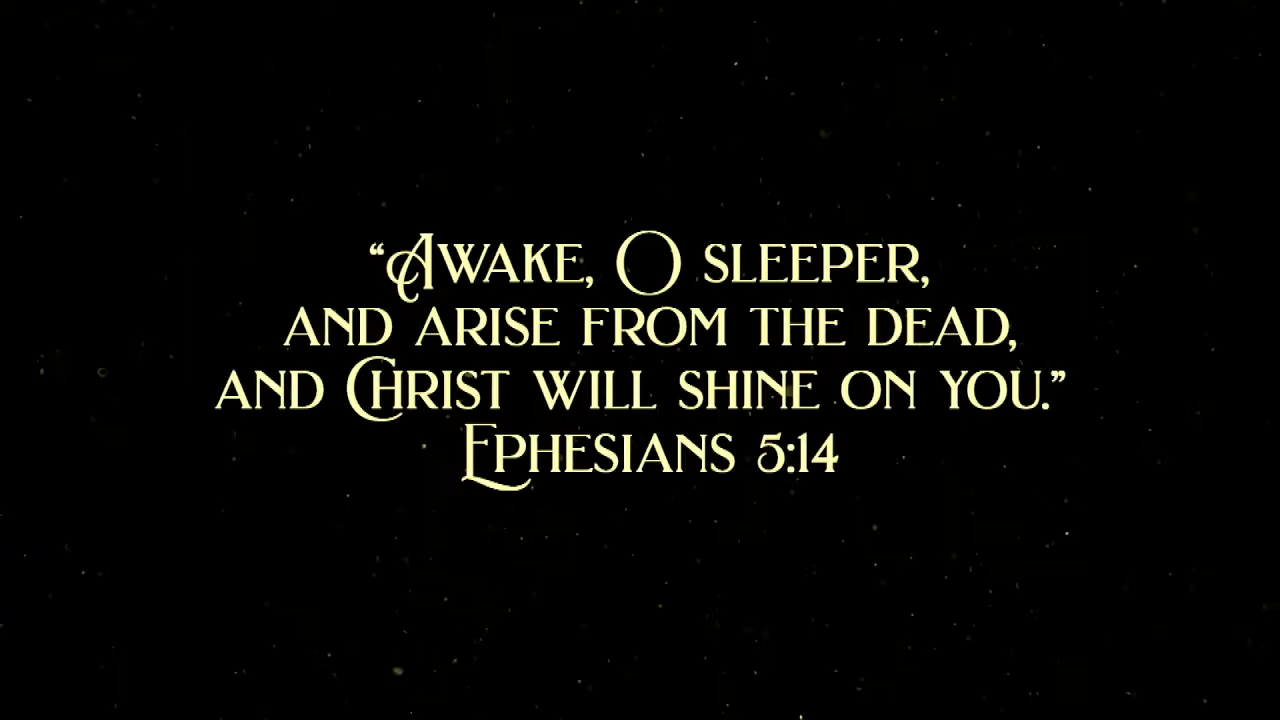 “Awake, O sleeper,
and arise from the dead,
and Christ will shine on you.”
Ephesians 5:14